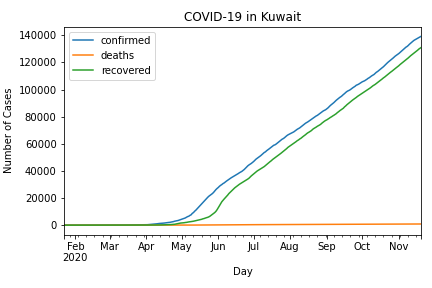 COVID-19 in Kuwait
confirmed
deaths
recovered
Number of Cases
140000
120000
100000
80000
60000
40000
20000
0
Feb Mar Apr May Jun Jul Aug Sep Oct Nov
2020
Day